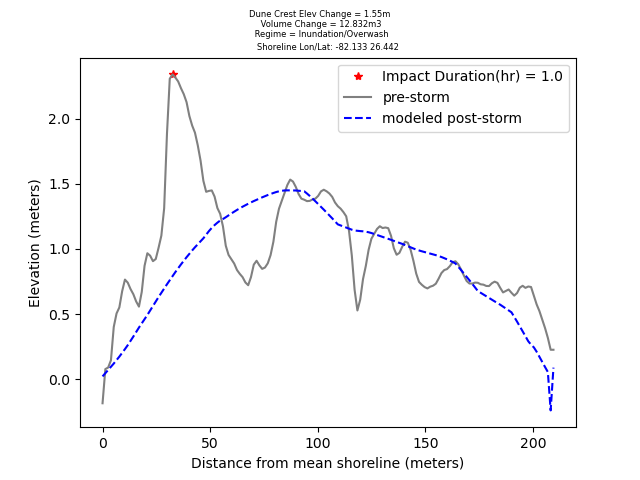 Dune Crest Elev Change = 1.55m
Volume Change = 12.832m3
Regime = Inundation/Overwash
Shoreline Lon/Lat: -82.133 26.442
Impact Duration(hr) = 1.0
pre-storm
modeled post-storm
Elevation (meters)
2.0
1.5
1.0
0.5
0.0
0 50 100 150 200
Distance from mean shoreline (meters)